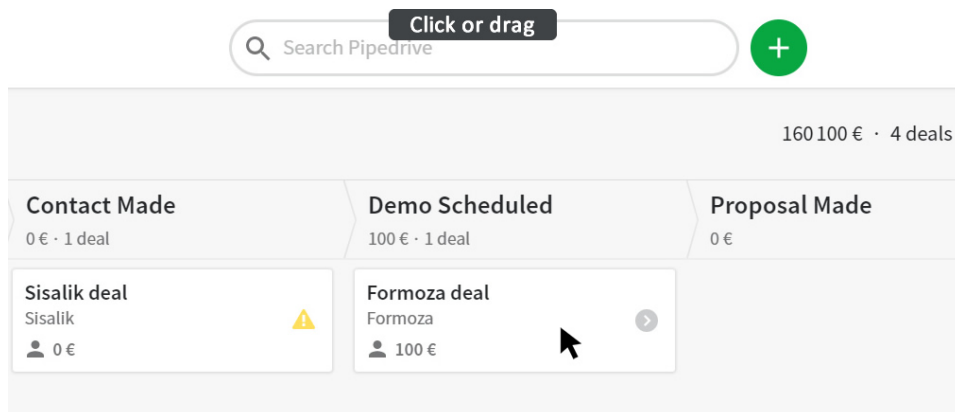 Click or drag
Search Pipedrive
160 100 € · 4 deals
Contact Made
0 € · 1 deal
Demo Scheduled
100 € · 1 deal
Proposal Made
0 €
Sisalik deal
Sisalik
0 €
Formoza deal
Formoza
100 €